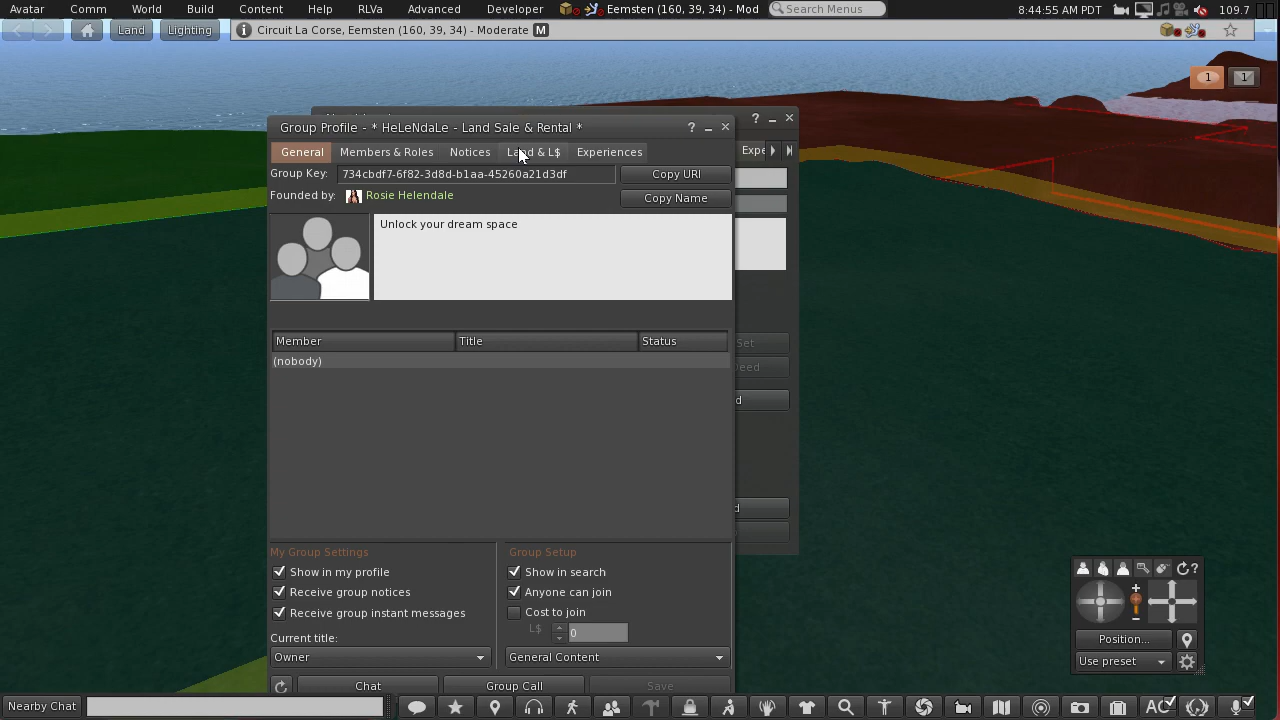 Avatar Comm World Build Content Help RLVa Advanced Developer Eemsten (160, 39, 34) - Mod Search Menus 8:44:55 AM PDT 109.7
Land Lighting Circuit La Corse, Eemsten (160, 39, 34) - Moderate M
1 1
Group Profile - * HeLeNdaLe - Land Sale & Rental * ?
?
General Members & Roles Notices Land & L$ Experiences
Expe
Group Key: 734cbdf7-6f82-3d8d-b1aa-45260a21d3df Copy URI
Founded by: Rosie Helendale Copy Name
Unlock your dream space
Member Title Status
Set
(nobody)
My Group Settings Group Setup
Show in my profile Show in search
Receive group notices Anyone can join
Receive group instant messages Cost to join
L$ 0
Current title:
Owner General Content
Chat Group Call Save
?
Position...
Use preset
Nearby Chat
AO